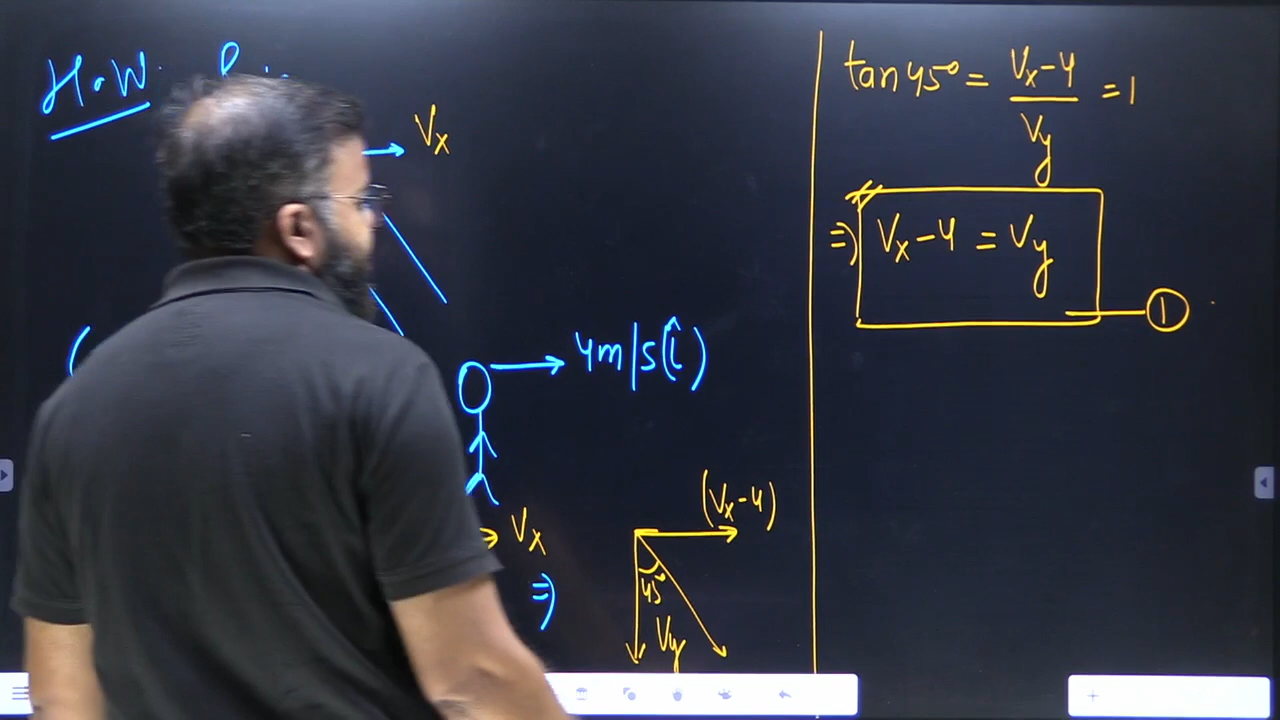 H.W.
Vx
4m/s(î)
Vx
⇒
(Vx-4)
45°
Vy
tan45° = Vx-4 / Vy = 1
⇒ Vx-4 = Vy
1